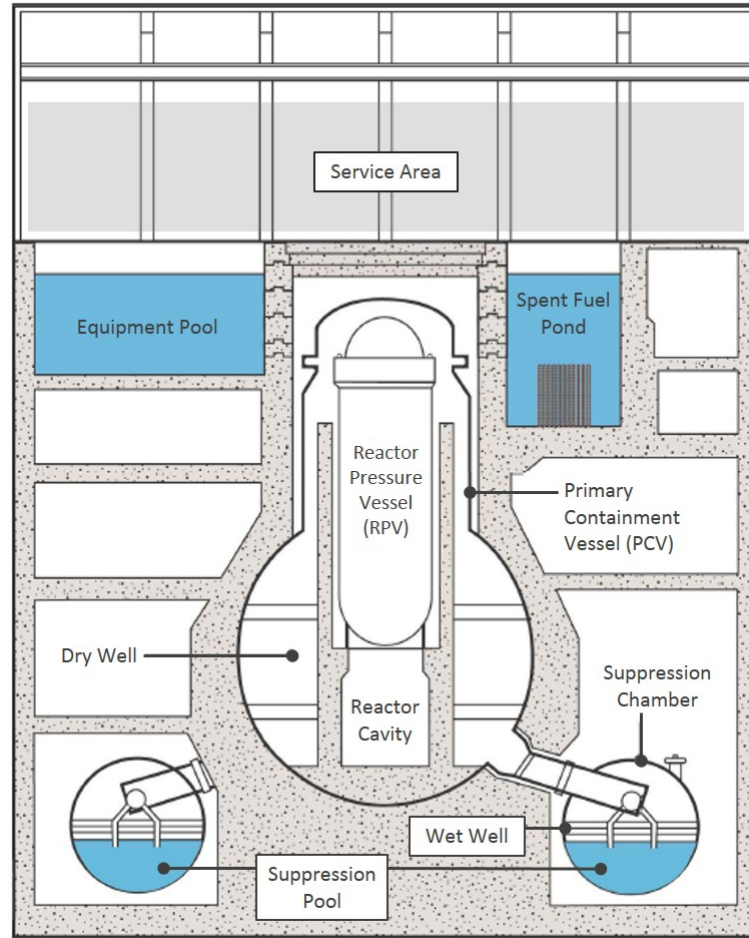 Service Area
Equipment Pool
Spent Fuel
Pond
Reactor
Pressure
Vessel
(RPV)
Primary
Containment
Vessel (PCV)
Dry Well
Suppression
Chamber
Reactor
Cavity
Wet Well
Suppression
Pool